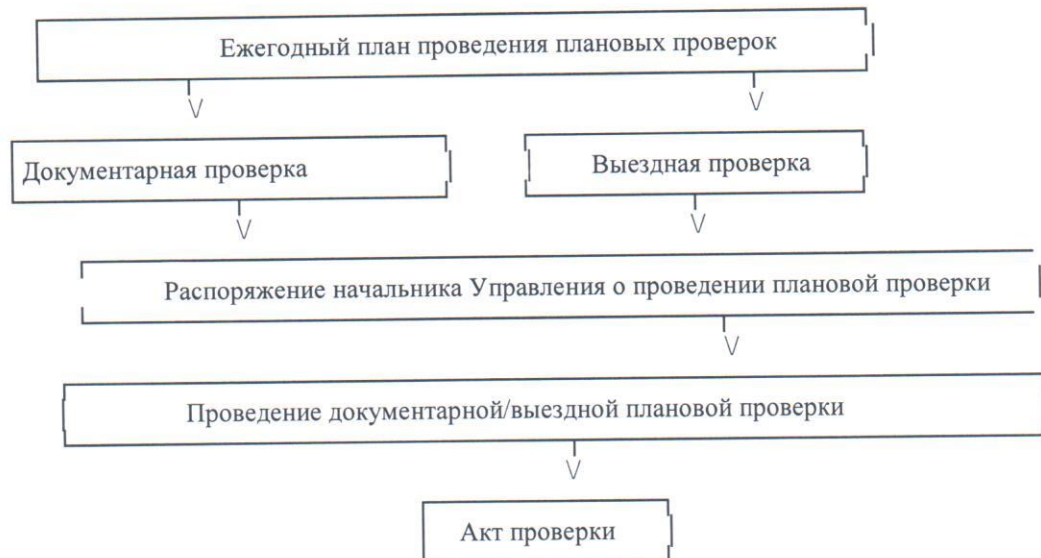 Ежегодный план проведения плановых проверок
Документарная проверка
Выездная проверка
Распоряжение начальника Управления о проведении плановой проверки
Проведение документарной/выездной плановой проверки
Акт проверки